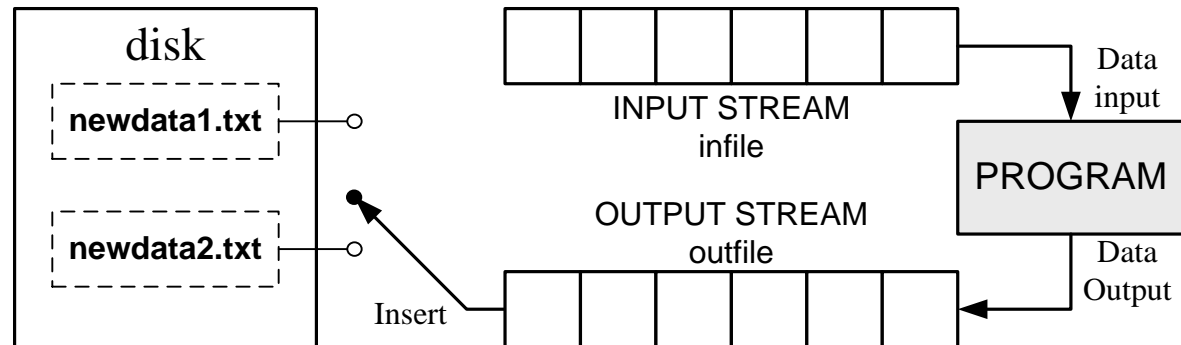 disk
newdata1.txt
newdata2.txt
Insert
INPUT STREAM
infile
OUTPUT STREAM
outfile
Data
input
PROGRAM
Data
Output